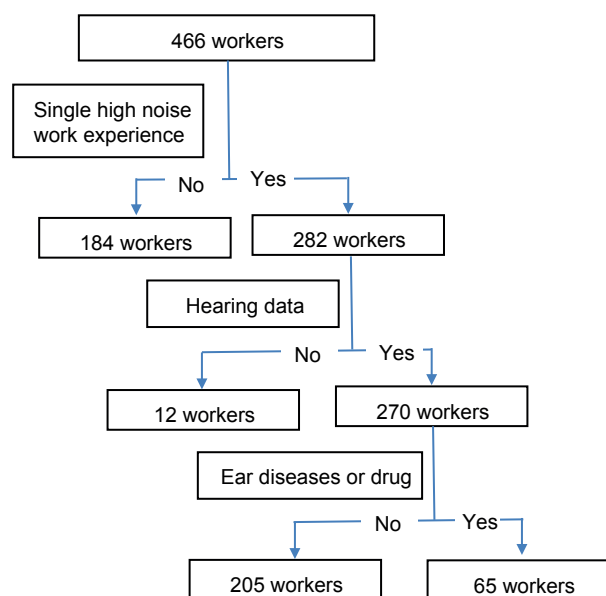 466 workers
Single high noise
work experience
No Yes
184 workers
282 workers
Hearing data
No Yes
12 workers
270 workers
Ear diseases or drug
No Yes
205 workers
65 workers